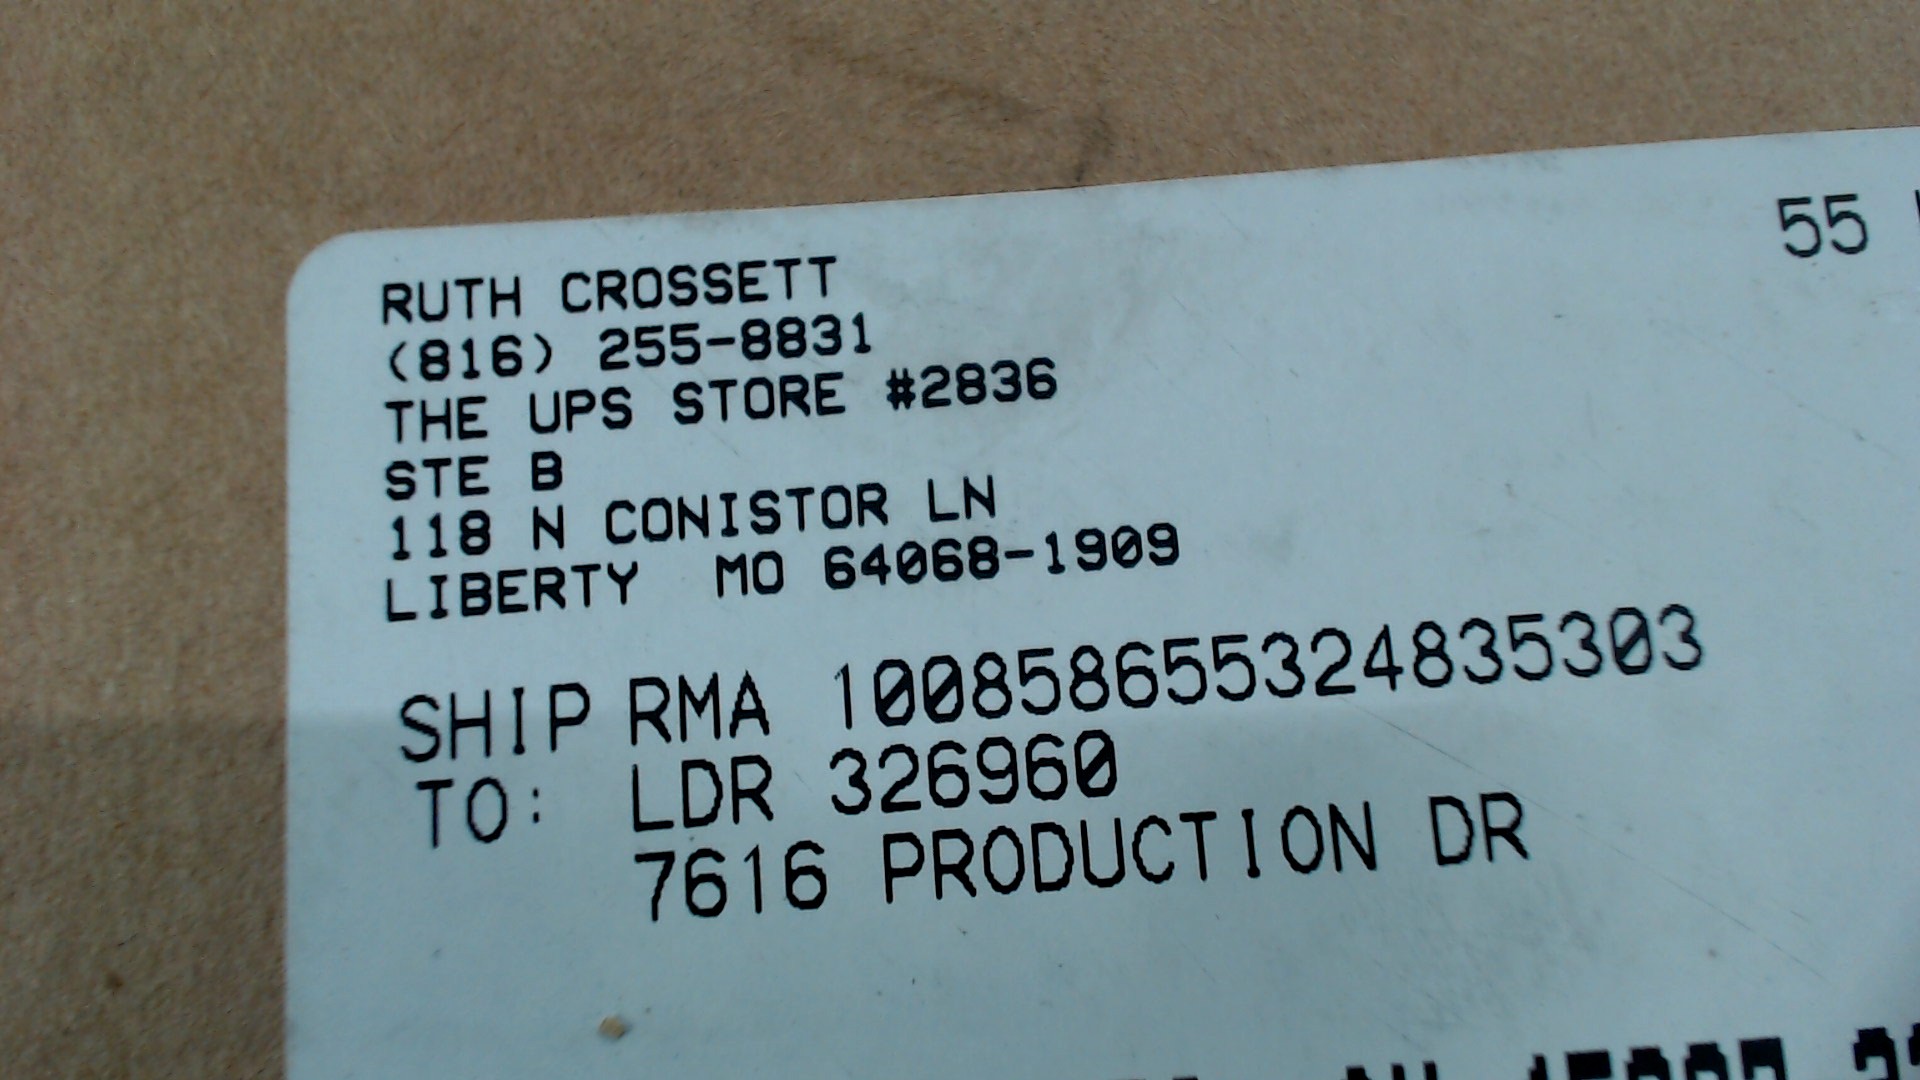 55
RUTH CROSSETT
(816) 255-8831
THE UPS STORE #2836
STE B
118 N CONISTOR LN
LIBERTY MO 64068-1909
SHIP RMA 100858655324835303
TO: LDR 326960
7616 PRODUCTION DR